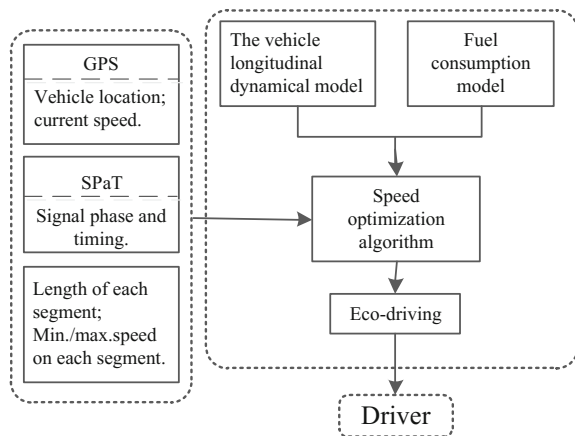 GPS
Vehicle location;
current speed.
SPaT
Signal phase and
timing.
Length of each
segment;
Min./max.speed
on each segment.
The vehicle
longitudinal
dynamical model
Fuel
consumption
model
Speed
optimization
algorithm
Eco-driving
Driver